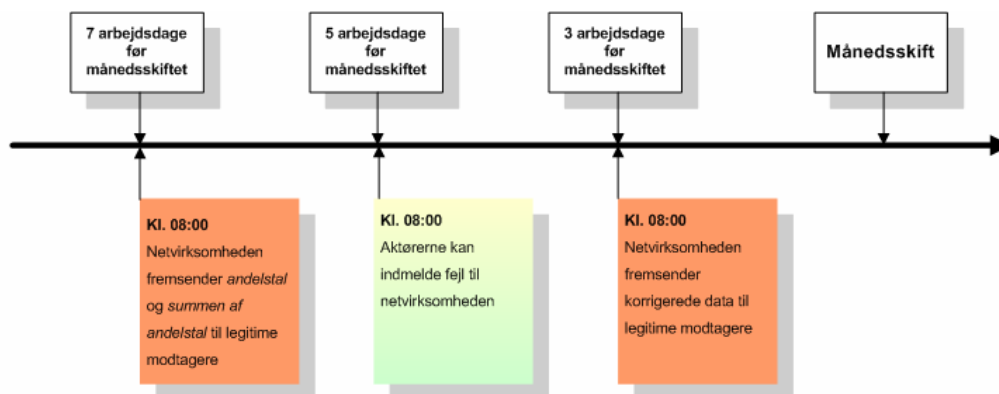 7 arbejdsdage
før
månedsskiftet
5 arbejdsdage
før
månedsskiftet
3 arbejdsdage
før
månedsskiftet
Månedsskift
Kl. 08:00
Netvirksomheden
fremsender andelstal
og summen af
andelstal til legitime
modtagere
Kl. 08:00
Aktørerne kan
indmelde fejl til
netvirksomheden
Kl. 08:00
Netvirksomheden
fremsender
korrigerede data til
legitime modtagere